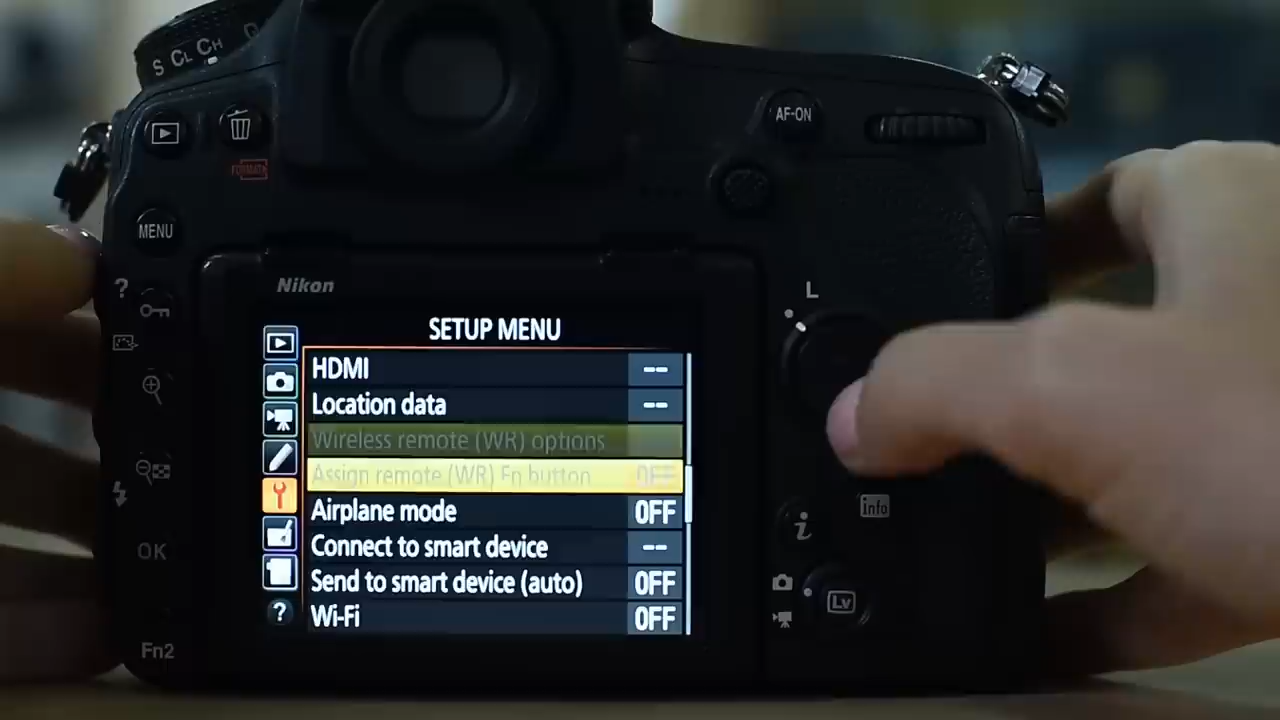 S CL CH
AF-ON
FORMAT
MENU
?
L
Nikon
SETUP MENU
HDMI --
Location data --
Wireless remote (WR) options
Assign remote (WR) Fn button OFF
Airplane mode OFF
Connect to smart device --
Send to smart device (auto) OFF
Wi-Fi OFF
?
info
i
OK
Lv
Fn2